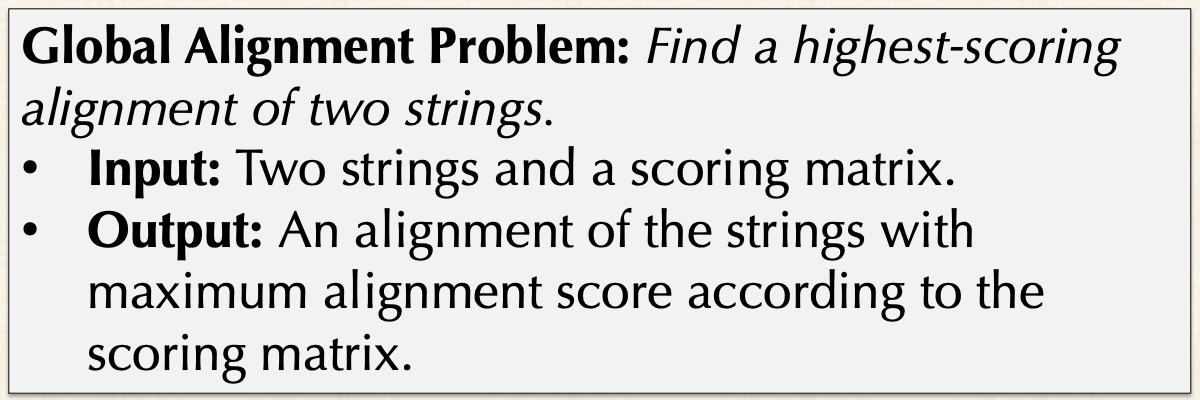 Global Alignment Problem: Find a highest-scoring
alignment of two strings.
• Input: Two strings and a scoring matrix.
• Output: An alignment of the strings with
maximum alignment score according to the
scoring matrix.